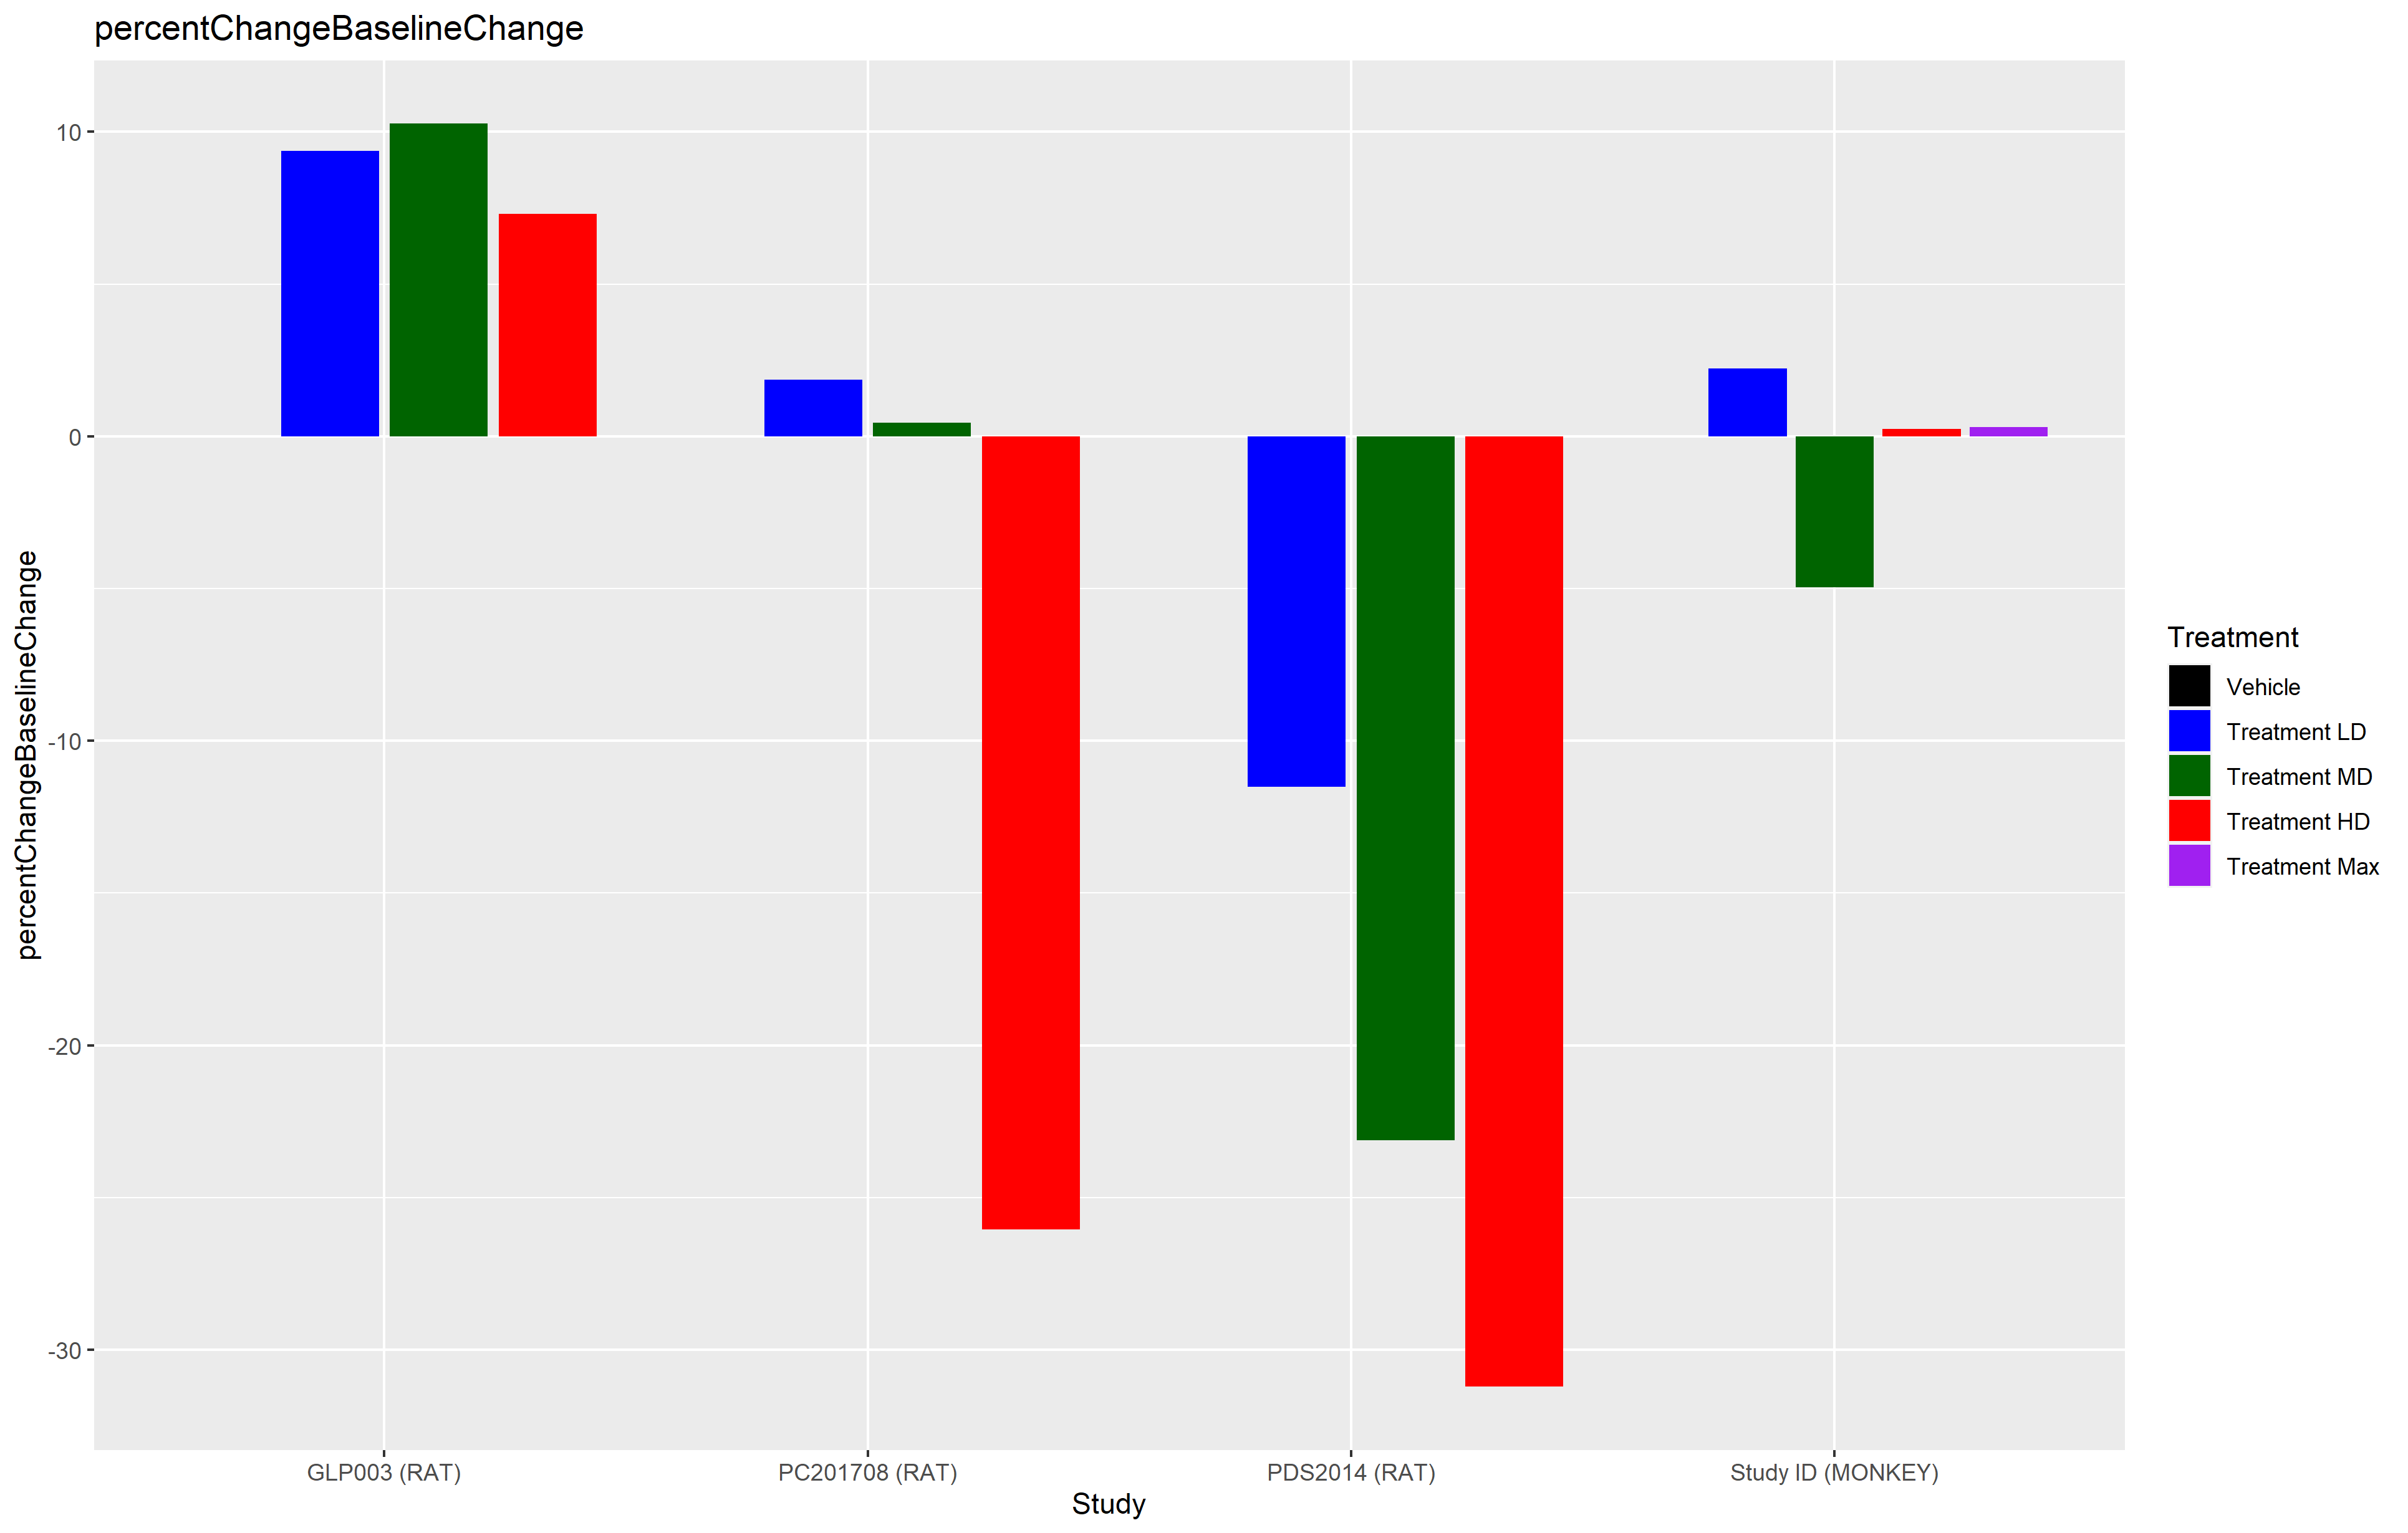 percentChangeBaselineChange
percentChangeBaselineChange
10
0
-10
-20
-30
GLP003 (RAT)
PC201708 (RAT)
PDS2014 (RAT)
Study ID (MONKEY)
Study
Treatment
Vehicle
Treatment LD
Treatment MD
Treatment HD
Treatment Max